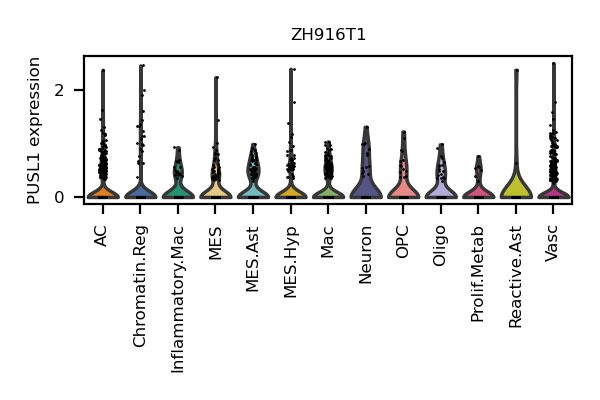 ZH916T1
PUSL1 expression
2
0
AC
Chromatin.Reg
Inflammatory.Mac
MES
MES.Ast
MES.Hyp
Mac
Neuron
OPC
Oligo
Prolif.Metab
Reactive.Ast
Vasc